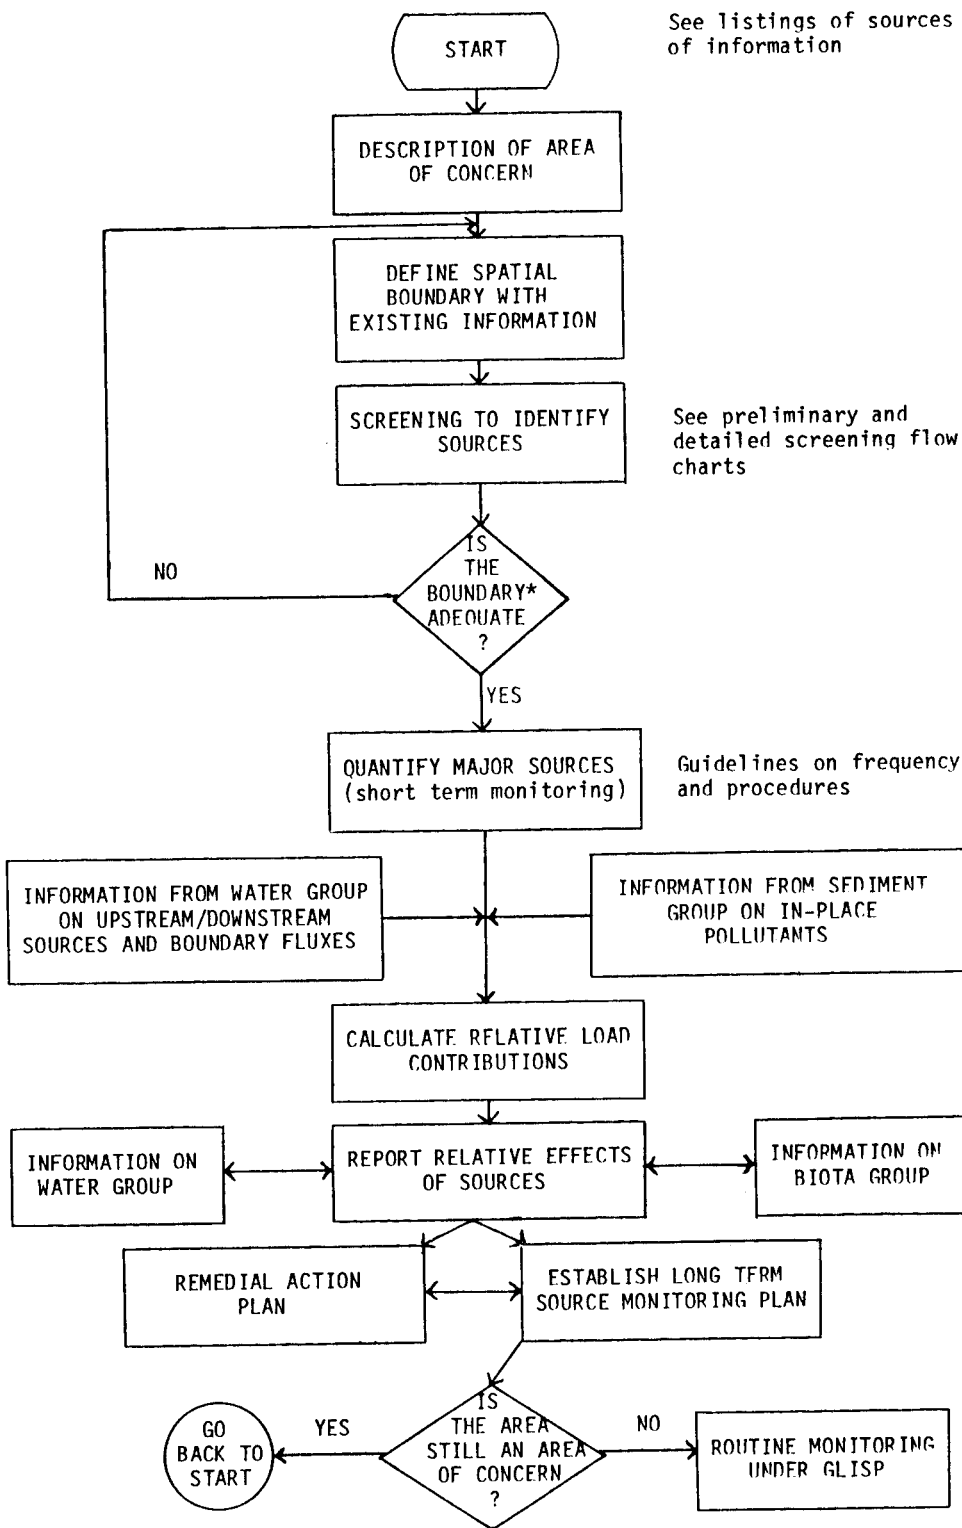 START
See listings of sources
of information
DESCRIPTION OF AREA
OF CONCERN
DEFINE SPATIAL
BOUNDARY WITH
EXISTING INFORMATION
SCREENING TO IDENTIFY
SOURCES
See preliminary and
detailed screening flow
charts
IS
THE
BOUNDARY*
ADEQUATE
?
NO
YES
QUANTIFY MAJOR SOURCES
(short term monitoring)
Guidelines on frequency
and procedures
INFORMATION FROM WATER GROUP
ON UPSTREAM/DOWNSTREAM
SOURCES AND BOUNDARY FLUXES
INFORMATION FROM SEDIMENT
GROUP ON IN-PLACE
POLLUTANTS
CALCULATE RELATIVE LOAD
CONTRIBUTIONS
INFORMATION ON
WATER GROUP
REPORT RELATIVE EFFECTS
OF SOURCES
INFORMATION ON
BIOTA GROUP
REMEDIAL ACTION
PLAN
ESTABLISH LONG TERM
SOURCE MONITORING PLAN
IS
THE AREA
STILL AN AREA
OF CONCERN
?
YES
NO
GO
BACK TO
START
ROUTINE MONITORING
UNDER GLISP